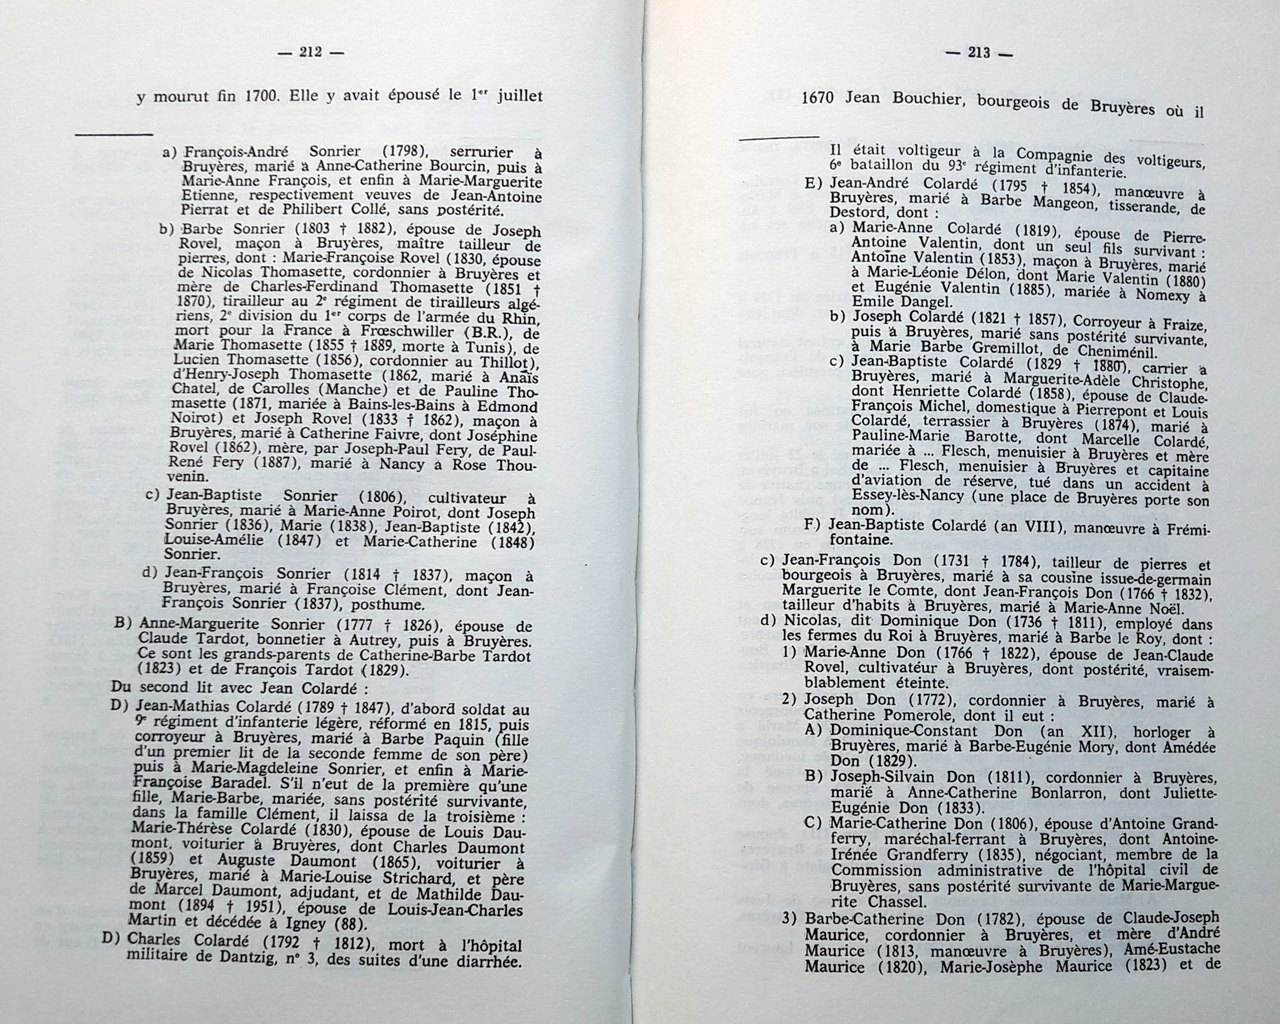 — 212 —
y mourut fin 1700. Elle y avait épousé le 1er juillet
a) François-André Sonrier (1798), serrurier à
Bruyères, marié à Anne-Catherine Bourcin, puis à
Marie-Anne François, et enfin à Marie-Marguerite
Etienne, respectivement veuves de Jean-Antoine
Pierrat et de Philibert Collé, sans postérité.
b) Barbe Sonrier (1803 † 1882), épouse de Joseph
Rovel, maçon à Bruyères, maître tailleur de
pierres, dont : Marie-Françoise Rovel (1830, épouse
de Nicolas Thomasette, cordonnier à Bruyères et
mère de Charles-Ferdinand Thomasette (1851 †
1870), tirailleur au 2e régiment de tirailleurs algé-
riens, 2e division du 1er corps de l'armée du Rhin,
mort pour la France à Frœschwiller (B.R.), de
Marie Thomasette (1855 † 1889, morte à Tunis), de
Lucien Thomasette (1856), cordonnier au Thillot),
d'Henry-Joseph Thomasette (1862, marié à Anaïs
Chatel, de Carolles (Manche) et de Pauline Tho-
masette (1871, mariée à Bains-les-Bains à Edmond
Noirot) et Joseph Rovel (1833 † 1862), maçon à
Bruyères, marié à Catherine Faivre, dont Joséphine
Rovel (1862), mère, par Joseph-Paul Fery, de Paul-
René Fery (1887), marié à Nancy à Rose Thou-
venin.
c) Jean-Baptiste Sonrier (1806), cultivateur à
Bruyères, marié à Marie-Anne Poirot, dont Joseph
Sonrier (1836), Marie (1838), Jean-Baptiste (1842),
Louise-Amélie (1847) et Marie-Catherine (1848)
Sonrier.
d) Jean-François Sonrier (1814 † 1837), maçon à
Bruyères, marié à Françoise Clément, dont Jean-
François Sonrier (1837), posthume.
B) Anne-Marguerite Sonrier (1777 † 1826), épouse de
Claude Tardot, bonnetier à Autrey, puis à Bruyères.
Ce sont les grands-parents de Catherine-Barbe Tardot
(1823) et de François Tardot (1829).
Du second lit avec Jean Colardé :
D) Jean-Mathias Colardé (1789 † 1847), d'abord soldat au
9e régiment d'infanterie légère, réformé en 1815, puis
corroyeur à Bruyères, marié à Barbe Paquin (fille
d'un premier lit de la seconde femme de son père)
puis à Marie-Magdeleine Sonrier, et enfin à Marie-
Françoise Baradel. S'il n'eut de la première qu'une
fille, Marie-Barbe, mariée, sans postérité survivante,
dans la famille Clément, il laissa de la troisième :
Marie-Thérèse Colardé (1830), épouse de Louis Dau-
mont, voiturier à Bruyères, dont Charles Daumont
(1859) et Auguste Daumont (1865), voiturier à
Bruyères, marié à Marie-Louise Strichard, et père
de Marcel Daumont, adjudant, et de Mathilde Dau-
mont (1894 † 1951), épouse de Louis-Jean-Charles
Martin et décédée à Igney (88).
D) Charles Colardé (1792 † 1812), mort à l'hôpital
militaire de Dantzig, n° 3, des suites d'une diarrhée.
— 213 —
1670 Jean Bouchier, bourgeois de Bruyères où il
Il était voltigeur à la Compagnie des voltigeurs,
6e bataillon du 93e régiment d'infanterie.
E) Jean-André Colardé (1795 † 1854), manœuvre à
Bruyères, marié à Barbe Mangeon, tisserande, de
Destord, dont :
a) Marie-Anne Colardé (1819), épouse de Pierre-
Antoine Valentin, dont un seul fils survivant :
Antoine Valentin (1853), maçon à Bruyères, marié
à Marie-Léonie Délon, dont Marie Valentin (1880)
et Eugénie Valentin (1885), mariée à Nomexy à
Emile Dangel.
b) Joseph Colardé (1821 † 1857), Corroyeur à Fraize,
puis à Bruyères, marié sans postérité survivante,
à Marie Barbe Gremillot, de Cheniménil.
c) Jean-Baptiste Colardé (1829 † 1880), carrier a
Bruyères, marié à Marguerite-Adèle Christophe,
dont Henriette Colardé (1858), épouse de Claude-
François Michel, domestique à Pierrepont et Louis
Colardé, terrassier à Bruyères (1874), marié à
Pauline-Marie Barotte, dont Marcelle Colardé,
mariée à ... Flesch, menuisier à Bruyères et mère
de ... Flesch, menuisier à Bruyères et capitaine
d'aviation de réserve, tué dans un accident à
Essey-lès-Nancy (une place de Bruyères porte son
nom).
F) Jean-Baptiste Colardé (an VIII), manœuvre à Frémi-
fontaine.
c) Jean-François Don (1731 † 1784), tailleur de pierres et
bourgeois à Bruyères, marié à sa cousine issue-de-germain
Marguerite le Comte, dont Jean-François Don (1766 † 1832),
tailleur d'habits à Bruyères, marié à Marie-Anne Noël.
d) Nicolas, dit Dominique Don (1736 † 1811), employé dans
les fermes du Roi à Bruyères, marié à Barbe le Roy, dont :
1) Marie-Anne Don (1766 † 1822), épouse de Jean-Claude
Rovel, cultivateur à Bruyères, dont postérité, vraisem-
blablement éteinte.
2) Joseph Don (1772), cordonnier à Bruyères, marié à
Catherine Pomerole, dont il eut :
A) Dominique-Constant Don (an XII), horloger à
Bruyères, marié à Barbe-Eugénie Mory, dont Amédée
Don (1829).
B) Joseph-Silvain Don (1811), cordonnier à Bruyères,
marié à Anne-Catherine Bonlarron, dont Juliette-
Eugénie Don (1833).
C) Marie-Catherine Don (1806), épouse d'Antoine Grand-
ferry, maréchal-ferrant à Bruyères, dont Antoine-
Irénée Grandferry (1835), négociant, membre de la
Commission administrative de l'hôpital civil de
Bruyères, sans postérité survivante de Marie-Margue-
rite Chassel.
3) Barbe-Catherine Don (1782), épouse de Claude-Joseph
Maurice, cordonnier à Bruyères, et mère d'André
Maurice (1813, manœuvre à Bruyères), Amé-Eustache
Maurice (1820), Marie-Josèphe Maurice (1823) et de